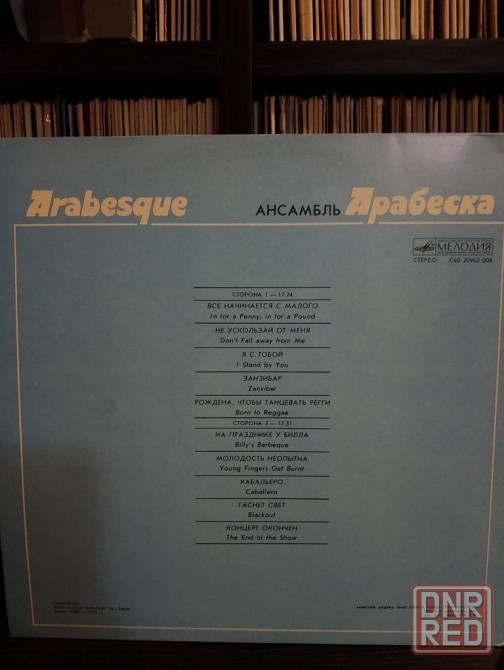 Arabesque АНСАМБЛЬ Арабеска
МЕЛОДИЯ
СТЕРЕО С60 20963 008
СТОРОНА 1 — 17.24
ВСЕ НАЧИНАЕТСЯ С МАЛОГО
In for a Penny, in for a Pound
НЕ УСКОЛЬЗАЙ ОТ МЕНЯ
Don't Fall away from Me
Я С ТОБОЙ
I Stand by You
ЗАНЗИБАР
Zanzibar
РОЖДЕНА, ЧТОБЫ ТАНЦЕВАТЬ РЕГГИ
Born to Reggae
СТОРОНА 2 — 17.31
НА ПРАЗДНИКЕ У БИЛЛА
Billy's Barbeque
МОЛОДОСТЬ НЕОПЫТНА
Young Fingers Get Burnt
КАБАЛЬЕРО
Caballero
ГАСНЕТ СВЕТ
Blackout
КОНЦЕРТ ОКОНЧЕН
The End of the Show
DNR
RED